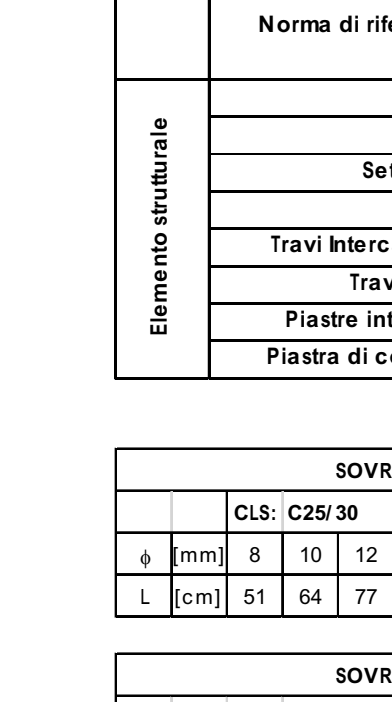 Norma di rife
Elemento strutturale
Set
Travi Interc
Trav
Piastre int
Piastra di c
SOVR
CLS: C25/30
ϕ [mm] 8 10 12
L [cm] 51 64 77
SOVR